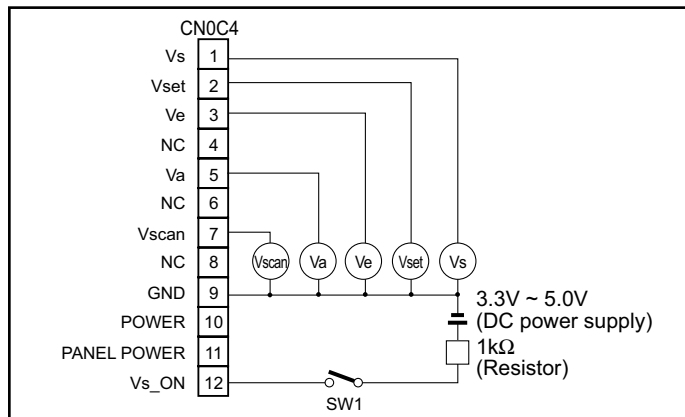 CN0C4
Vs 1
Vset 2
Ve 3
NC 4
Va 5
NC 6
Vscan 7
NC 8
GND 9
POWER 10
PANEL POWER 11
Vs_ON 12
Vscan Va Ve Vset Vs
3.3V ~ 5.0V
(DC power supply)
1kΩ
(Resistor)
SW1